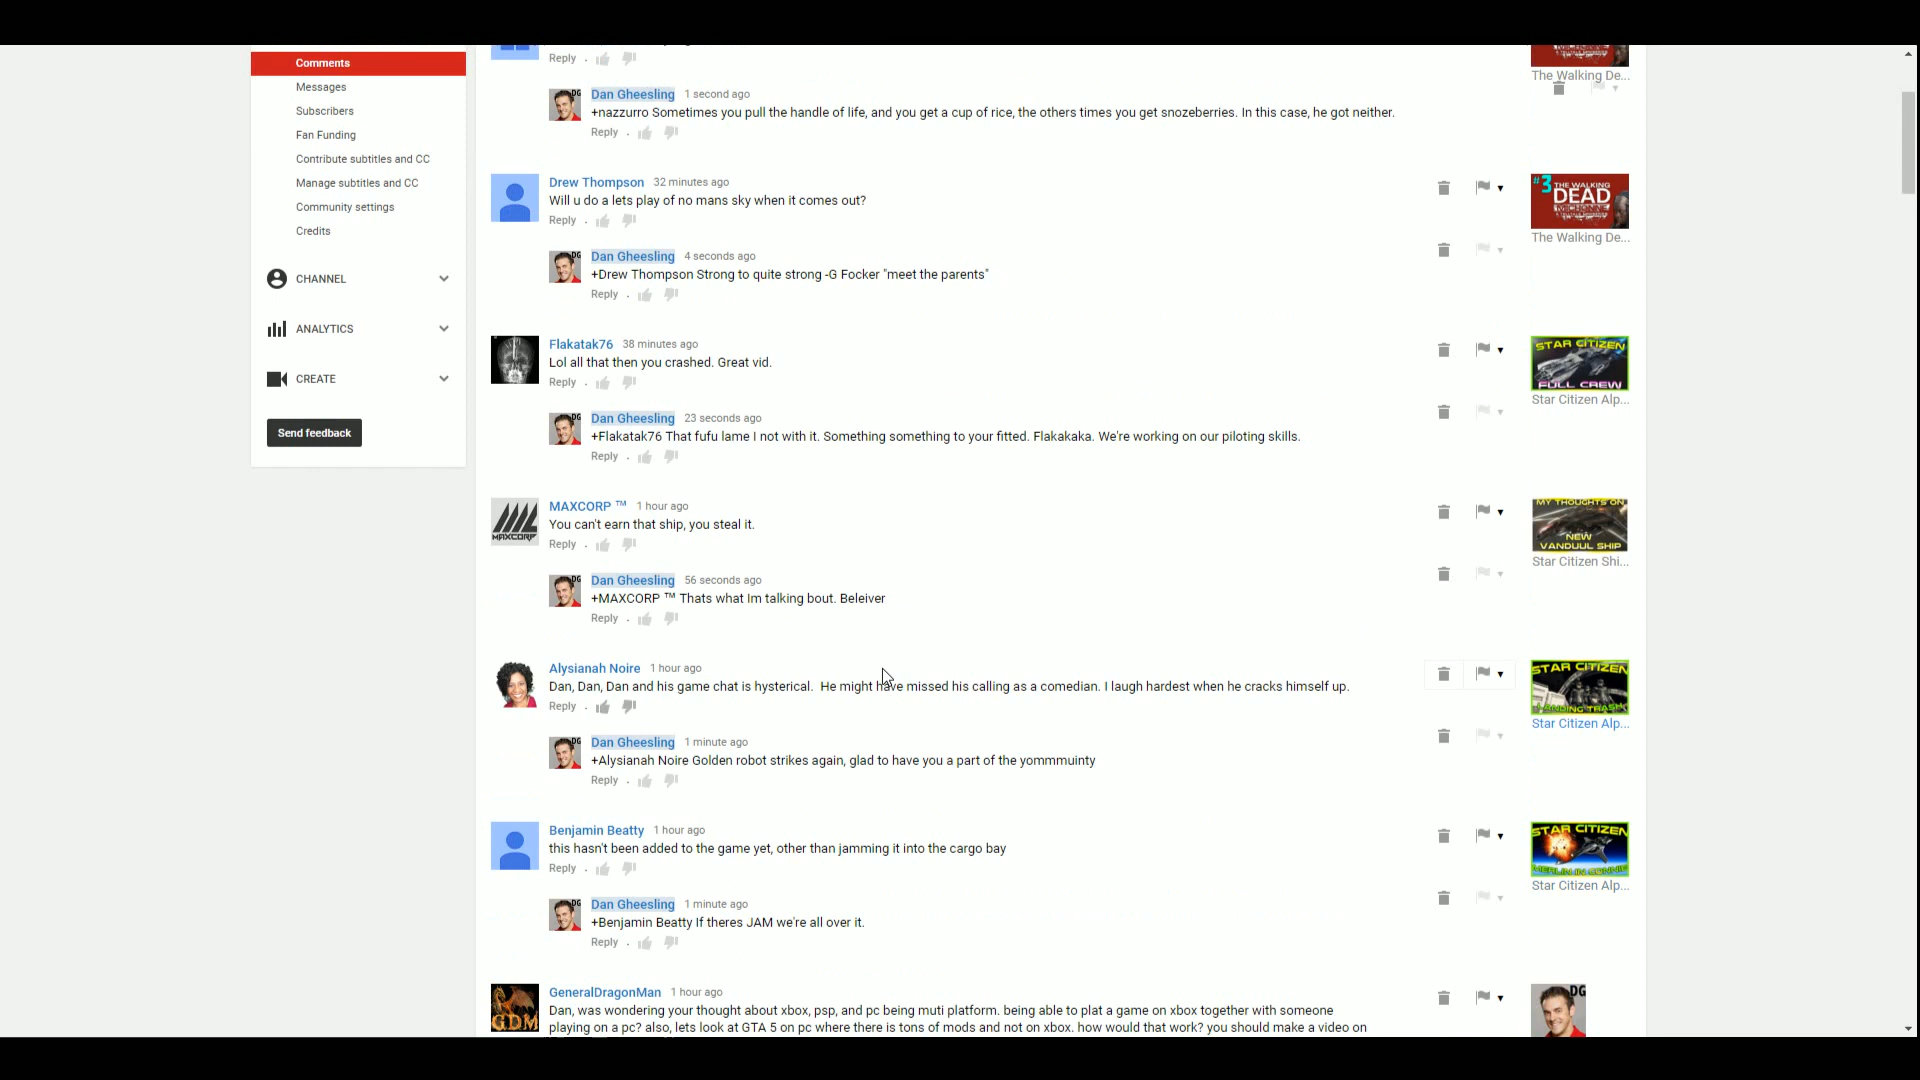 Comments
Messages
Subscribers
Fan Funding
Contribute subtitles and CC
Manage subtitles and CC
Community settings
Credits
CHANNEL
ANALYTICS
CREATE
Send feedback
Reply .
The Walking De...
Dan Gheesling 1 second ago
+nazzurro Sometimes you pull the handle of life, and you get a cup of rice, the others times you get snozeberries. In this case, he got neither.
Reply .
Drew Thompson 32 minutes ago
Will u do a lets play of no mans sky when it comes out?
Reply .
#3 THE WALKING
DEAD
MICHONNE
The Walking De...
DG
Dan Gheesling 4 seconds ago
+Drew Thompson Strong to quite strong -G Focker "meet the parents"
Reply .
Flakatak76 38 minutes ago
Lol all that then you crashed. Great vid.
Reply .
STAR CITIZEN
FULL CREW
Star Citizen Alp...
DG
Dan Gheesling 23 seconds ago
+Flakatak76 That fufu lame I not with it. Something something to your fitted. Flakakaka. We're working on our piloting skills.
Reply .
MAXCORP
MAXCORP ™ 1 hour ago
You can't earn that ship, you steal it.
Reply .
MY THOUGHTS ON
NEW
VANDUUL SHIP
Star Citizen Shi...
DG
Dan Gheesling 56 seconds ago
+MAXCORP ™ Thats what Im talking bout. Beleiver
Reply .
Alysianah Noire 1 hour ago
Dan, Dan, Dan and his game chat is hysterical.  He might have missed his calling as a comedian. I laugh hardest when he cracks himself up.
Reply .
STAR CITIZEN
LANDING TRASH
Star Citizen Alp...
DG
Dan Gheesling 1 minute ago
+Alysianah Noire Golden robot strikes again, glad to have you a part of the yommmuinty
Reply .
Benjamin Beatty 1 hour ago
this hasn't been added to the game yet, other than jamming it into the cargo bay
Reply .
STAR CITIZEN
MERLIN IN CONNIE
Star Citizen Alp...
DG
Dan Gheesling 1 minute ago
+Benjamin Beatty If theres JAM we're all over it.
Reply .
GDM
GeneralDragonMan 1 hour ago
Dan, was wondering your thought about xbox, psp, and pc being muti platform. being able to plat a game on xbox together with someone
playing on a pc? also, lets look at GTA 5 on pc where there is tons of mods and not on xbox. how would that work? you should make a video on
DG